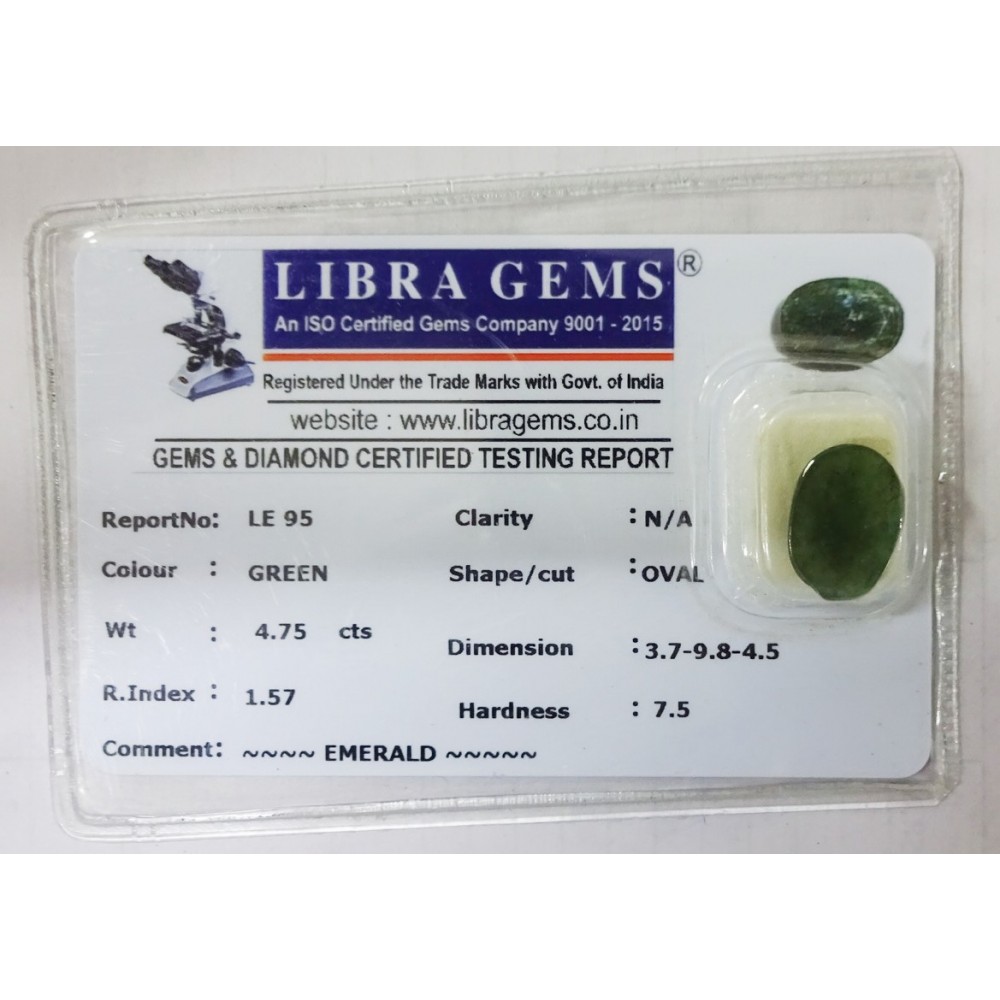 LIBRA GEMS ®
An ISO Certified Gems Company 9001 - 2015
Registered Under the Trade Marks with Govt. of India
website : www.libragems.co.in
GEMS & DIAMOND CERTIFIED TESTING REPORT
ReportNo: LE 95 Clarity : N/A
Colour : GREEN Shape/cut : OVAL
Wt : 4.75 cts Dimension : 3.7-9.8-4.5
R.Index : 1.57 Hardness : 7.5
Comment: ~~~~ EMERALD ~~~~~